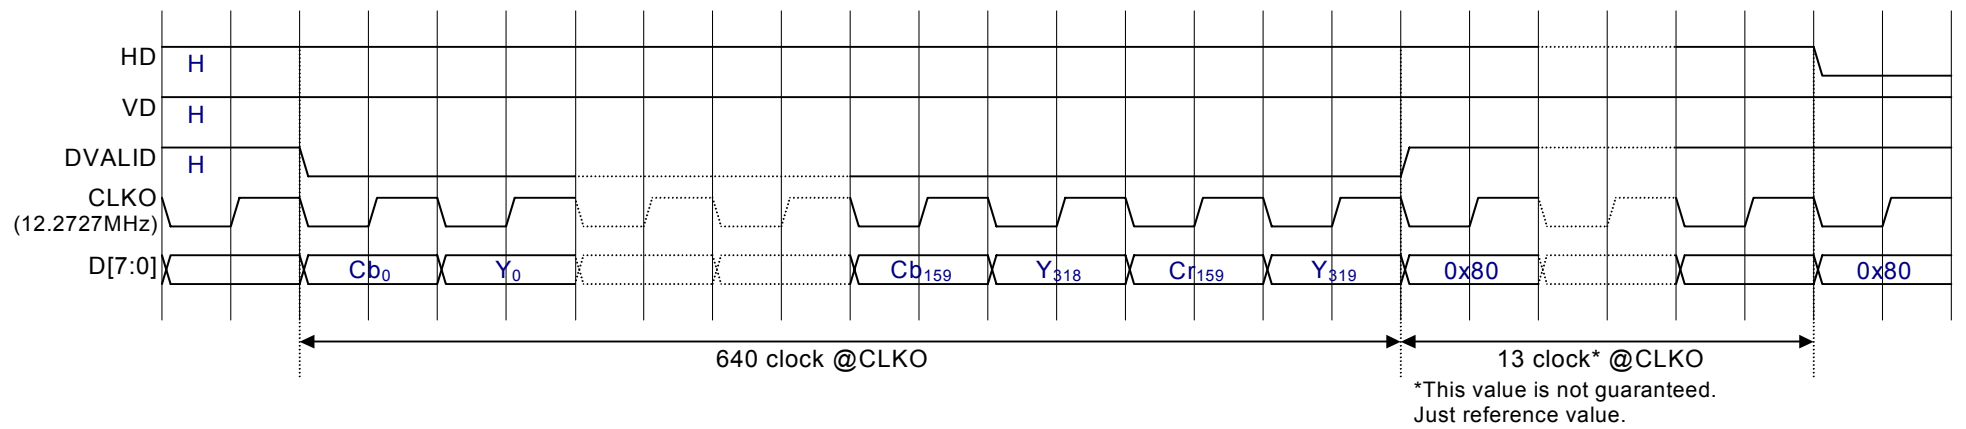 HD H
VD H
DVALID H
CLKO
(12.2727MHz)
D[7:0] Cb₀ Y₀ Cb₁₅₉ Y₃₁₈ Cr₁₅₉ Y₃₁₉ 0x80 0x80
640 clock @CLKO 13 clock* @CLKO
*This value is not guaranteed.
Just reference value.